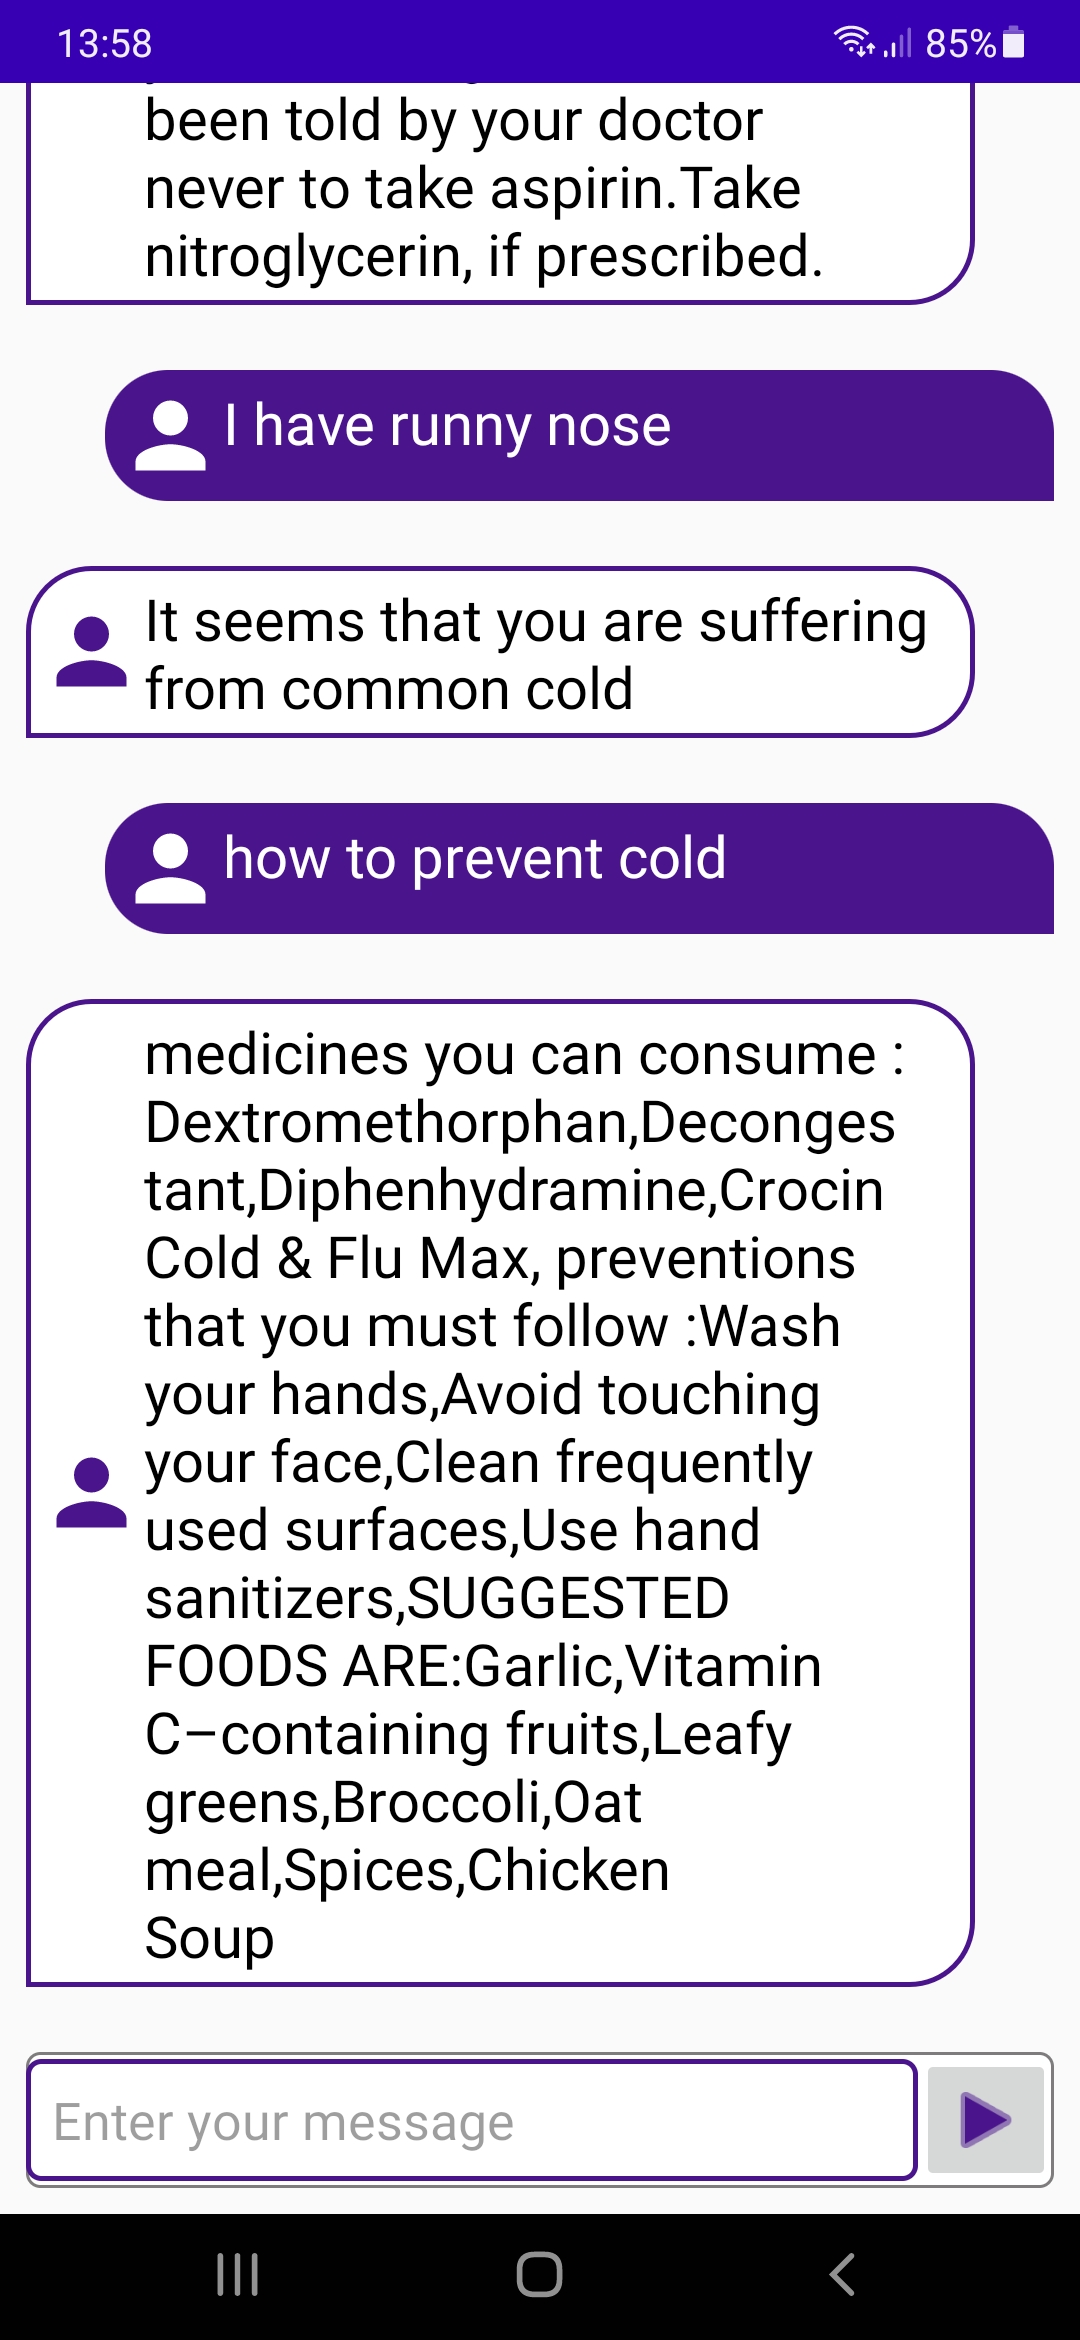 13:58
85%
been told by your doctor
never to take aspirin.Take
nitroglycerin, if prescribed.
I have runny nose
It seems that you are suffering
from common cold
how to prevent cold
medicines you can consume :
Dextromethorphan,Deconges
tant,Diphenhydramine,Crocin
Cold & Flu Max, preventions
that you must follow :Wash
your hands,Avoid touching
your face,Clean frequently
used surfaces,Use hand
sanitizers,SUGGESTED
FOODS ARE:Garlic,Vitamin
C–containing fruits,Leafy
greens,Broccoli,Oat
meal,Spices,Chicken
Soup
Enter your message